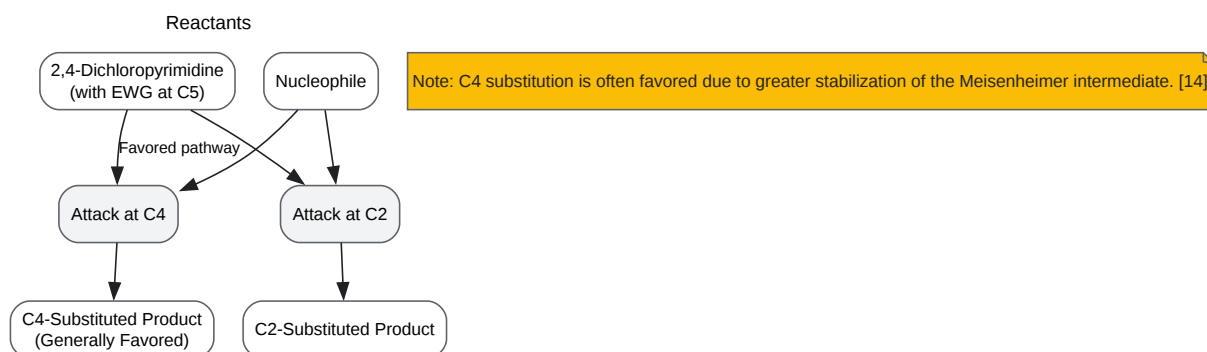 Reactants
2,4-Dichloropyrimidine
(with EWG at C5)
Nucleophile
Note: C4 substitution is often favored due to greater stabilization of the Meisenheimer intermediate. [14]
Favored pathway
Attack at C4
Attack at C2
C4-Substituted Product
(Generally Favored)
C2-Substituted Product